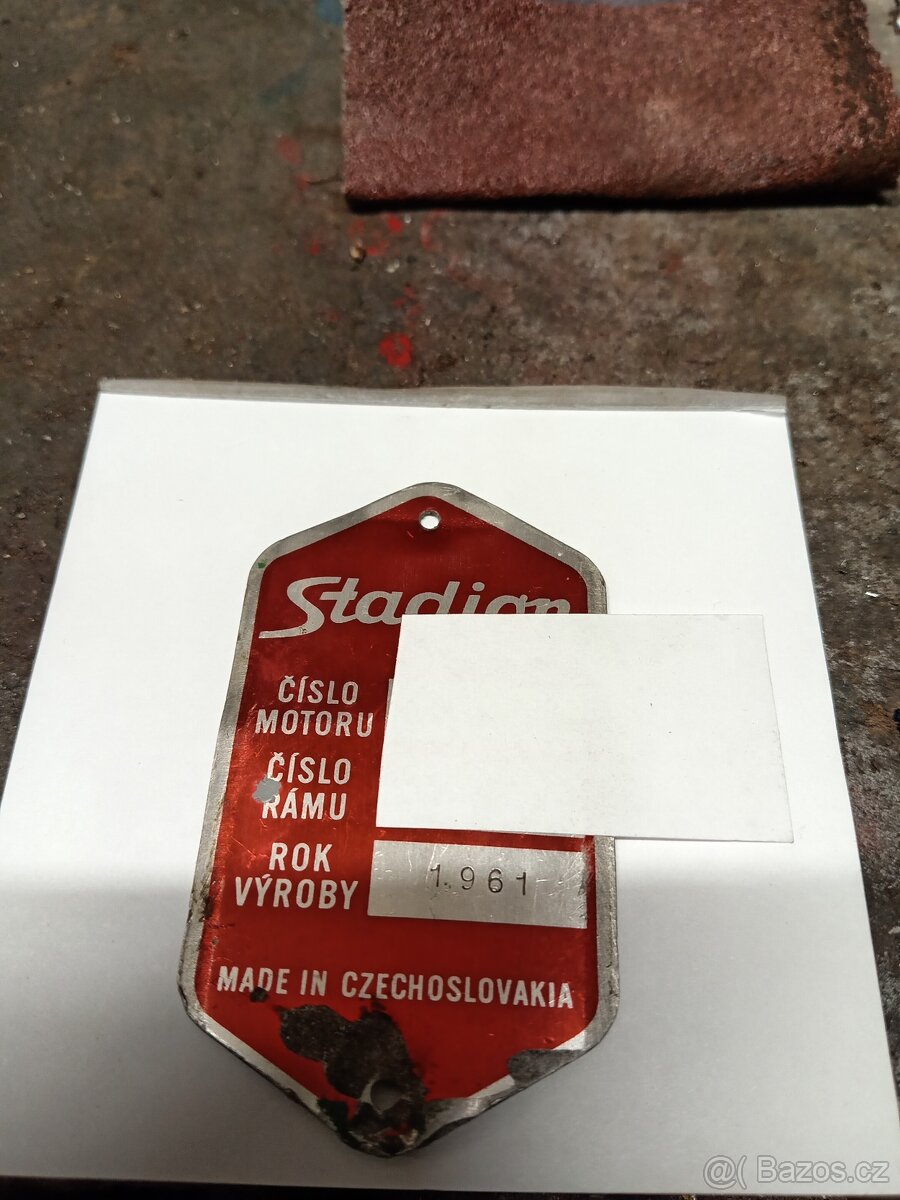 Stadion
ČÍSLO
MOTORU
ČÍSLO
RÁMU
ROK
VÝROBY
1961
MADE IN CZECHOSLOVAKIA
@( Bazos.cz